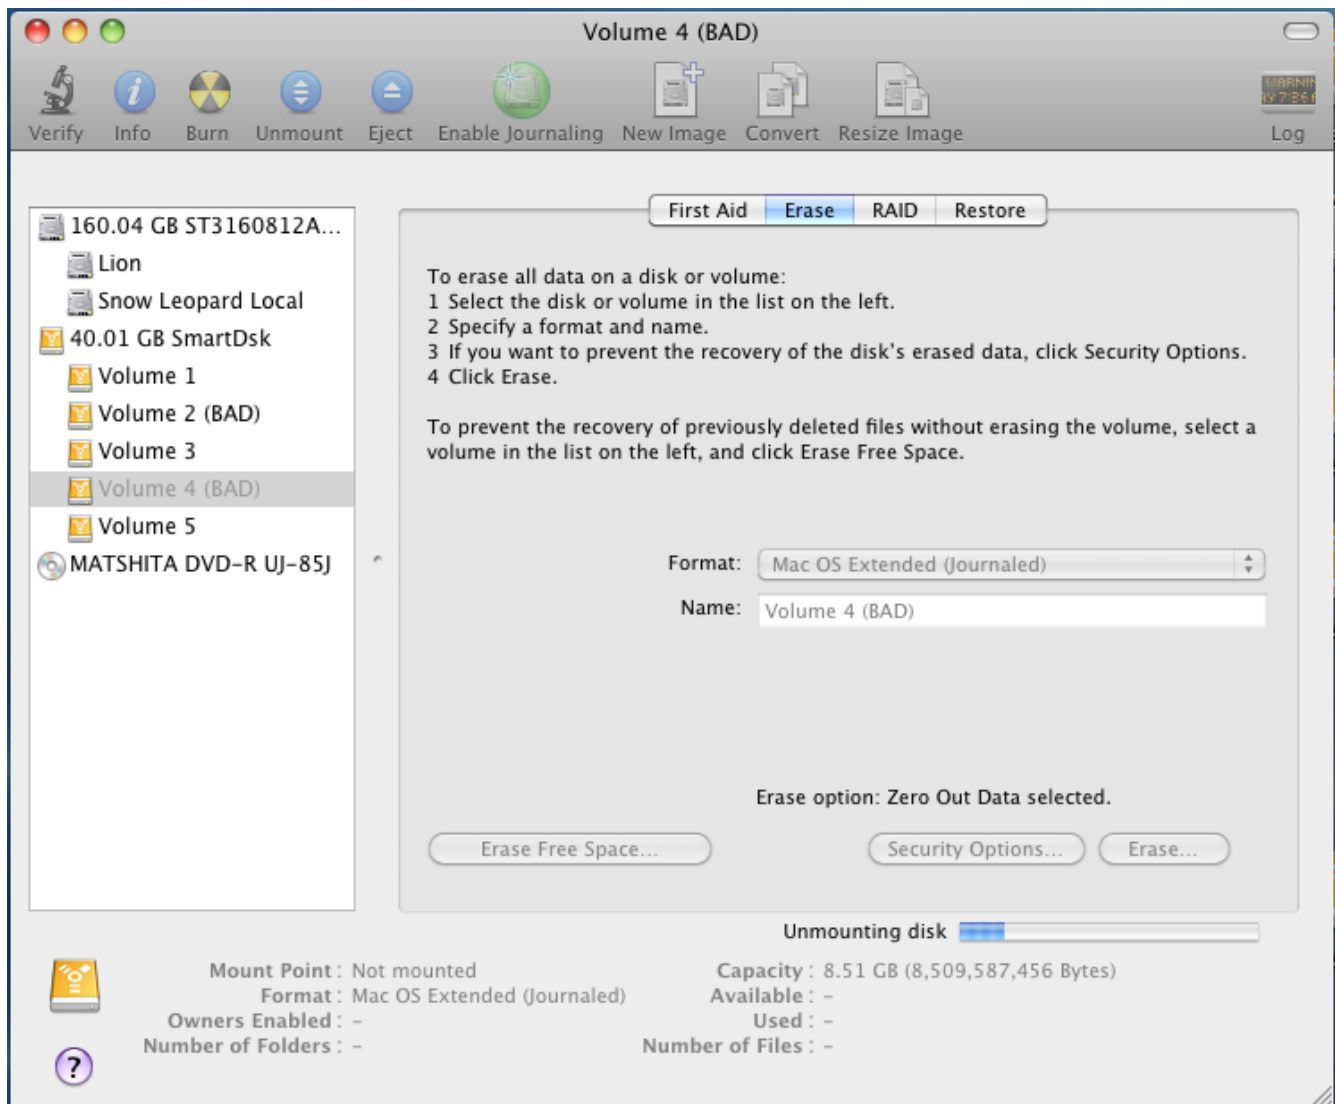 Volume 4 (BAD)
Verify Info Burn Unmount Eject Enable Journaling New Image Convert Resize Image Log
160.04 GB ST3160812A...
Lion
Snow Leopard Local
40.01 GB SmartDsk
Volume 1
Volume 2 (BAD)
Volume 3
Volume 4 (BAD)
Volume 5
MATSHITA DVD-R UJ-85J
First Aid Erase RAID Restore
To erase all data on a disk or volume:
1 Select the disk or volume in the list on the left.
2 Specify a format and name.
3 If you want to prevent the recovery of the disk's erased data, click Security Options.
4 Click Erase.
To prevent the recovery of previously deleted files without erasing the volume, select a
volume in the list on the left, and click Erase Free Space.
Format: Mac OS Extended (Journaled)
Name: Volume 4 (BAD)
Erase option: Zero Out Data selected.
Erase Free Space... Security Options... Erase...
Unmounting disk
Mount Point : Not mounted Capacity : 8.51 GB (8,509,587,456 Bytes)
Format : Mac OS Extended (Journaled) Available : –
Owners Enabled : – Used : –
Number of Folders : – Number of Files : –
?